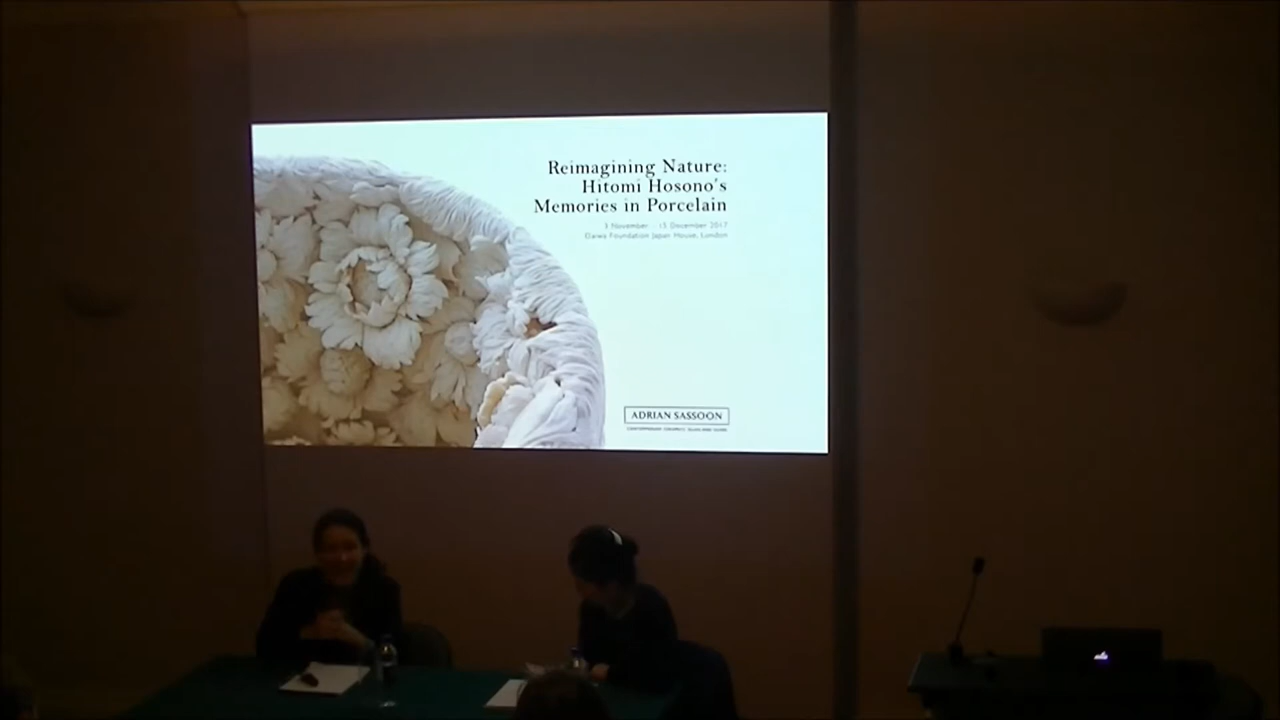 Reimagining Nature:
Hitomi Hosono's
Memories in Porcelain
3 November 15 December 2017
Daiwa Foundation Japan House, London
ADRIAN SASSOON